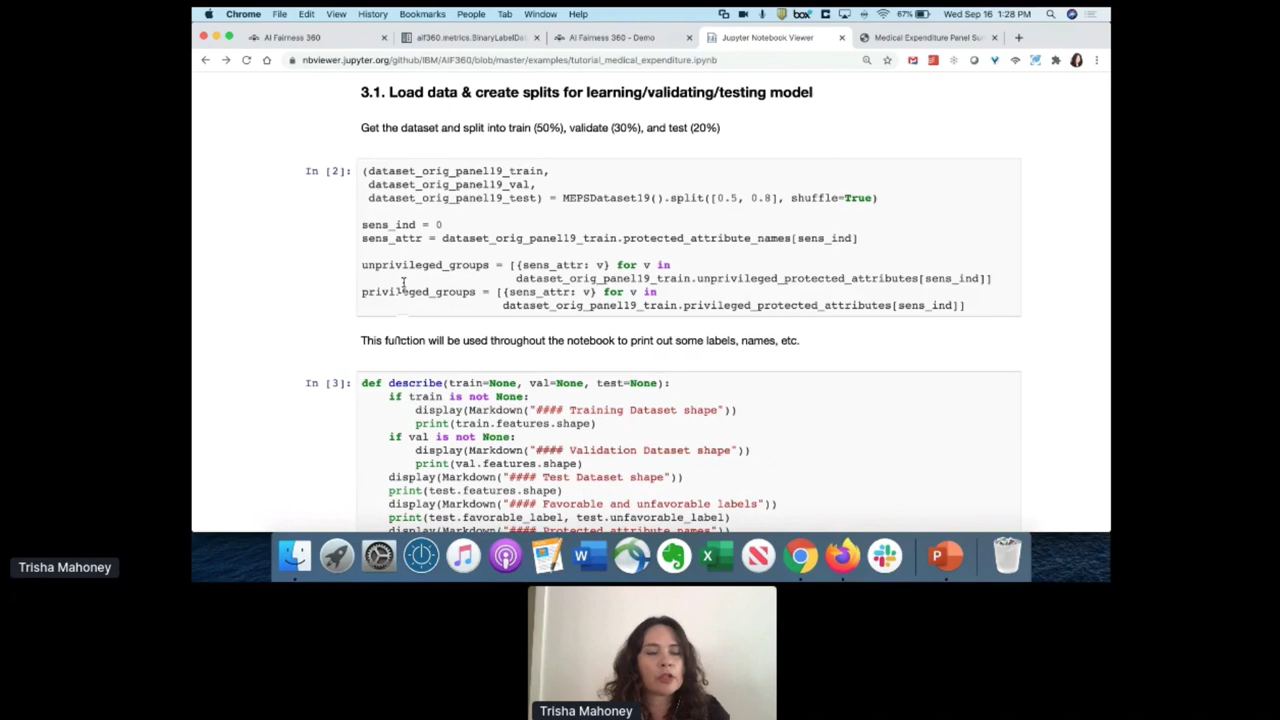 Chrome File Edit View History Bookmarks People Tab Window Help box 67% Wed Sep 16 1:28 PM
AI Fairness 360 aif360.metrics.BinaryLabelDat AI Fairness 360 - Demo Jupyter Notebook Viewer Medical Expenditure Panel Su
nbviewer.jupyter.org/github/IBM/AIF360/blob/master/examples/tutorial_medical_expenditure.ipynb
3.1. Load data & create splits for learning/validating/testing model
Get the dataset and split into train (50%), validate (30%), and test (20%)
In [2]: (dataset_orig_panel19_train,
dataset_orig_panel19_val,
dataset_orig_panel19_test) = MEPSDataset19().split([0.5, 0.8], shuffle=True)
sens_ind = 0
sens_attr = dataset_orig_panel19_train.protected_attribute_names[sens_ind]
unprivileged_groups = [{sens_attr: v} for v in
dataset_orig_panel19_train.unprivileged_protected_attributes[sens_ind]]
privileged_groups = [{sens_attr: v} for v in
dataset_orig_panel19_train.privileged_protected_attributes[sens_ind]]
This function will be used throughout the notebook to print out some labels, names, etc.
In [3]: def describe(train=None, val=None, test=None):
if train is not None:
display(Markdown("#### Training Dataset shape"))
print(train.features.shape)
if val is not None:
display(Markdown("#### Validation Dataset shape"))
print(val.features.shape)
display(Markdown("#### Test Dataset shape"))
print(test.features.shape)
display(Markdown("#### Favorable and unfavorable labels"))
print(test.favorable_label, test.unfavorable_label)
display(Markdown("#### Protected attribute names"))
Trisha Mahoney
Trisha Mahoney